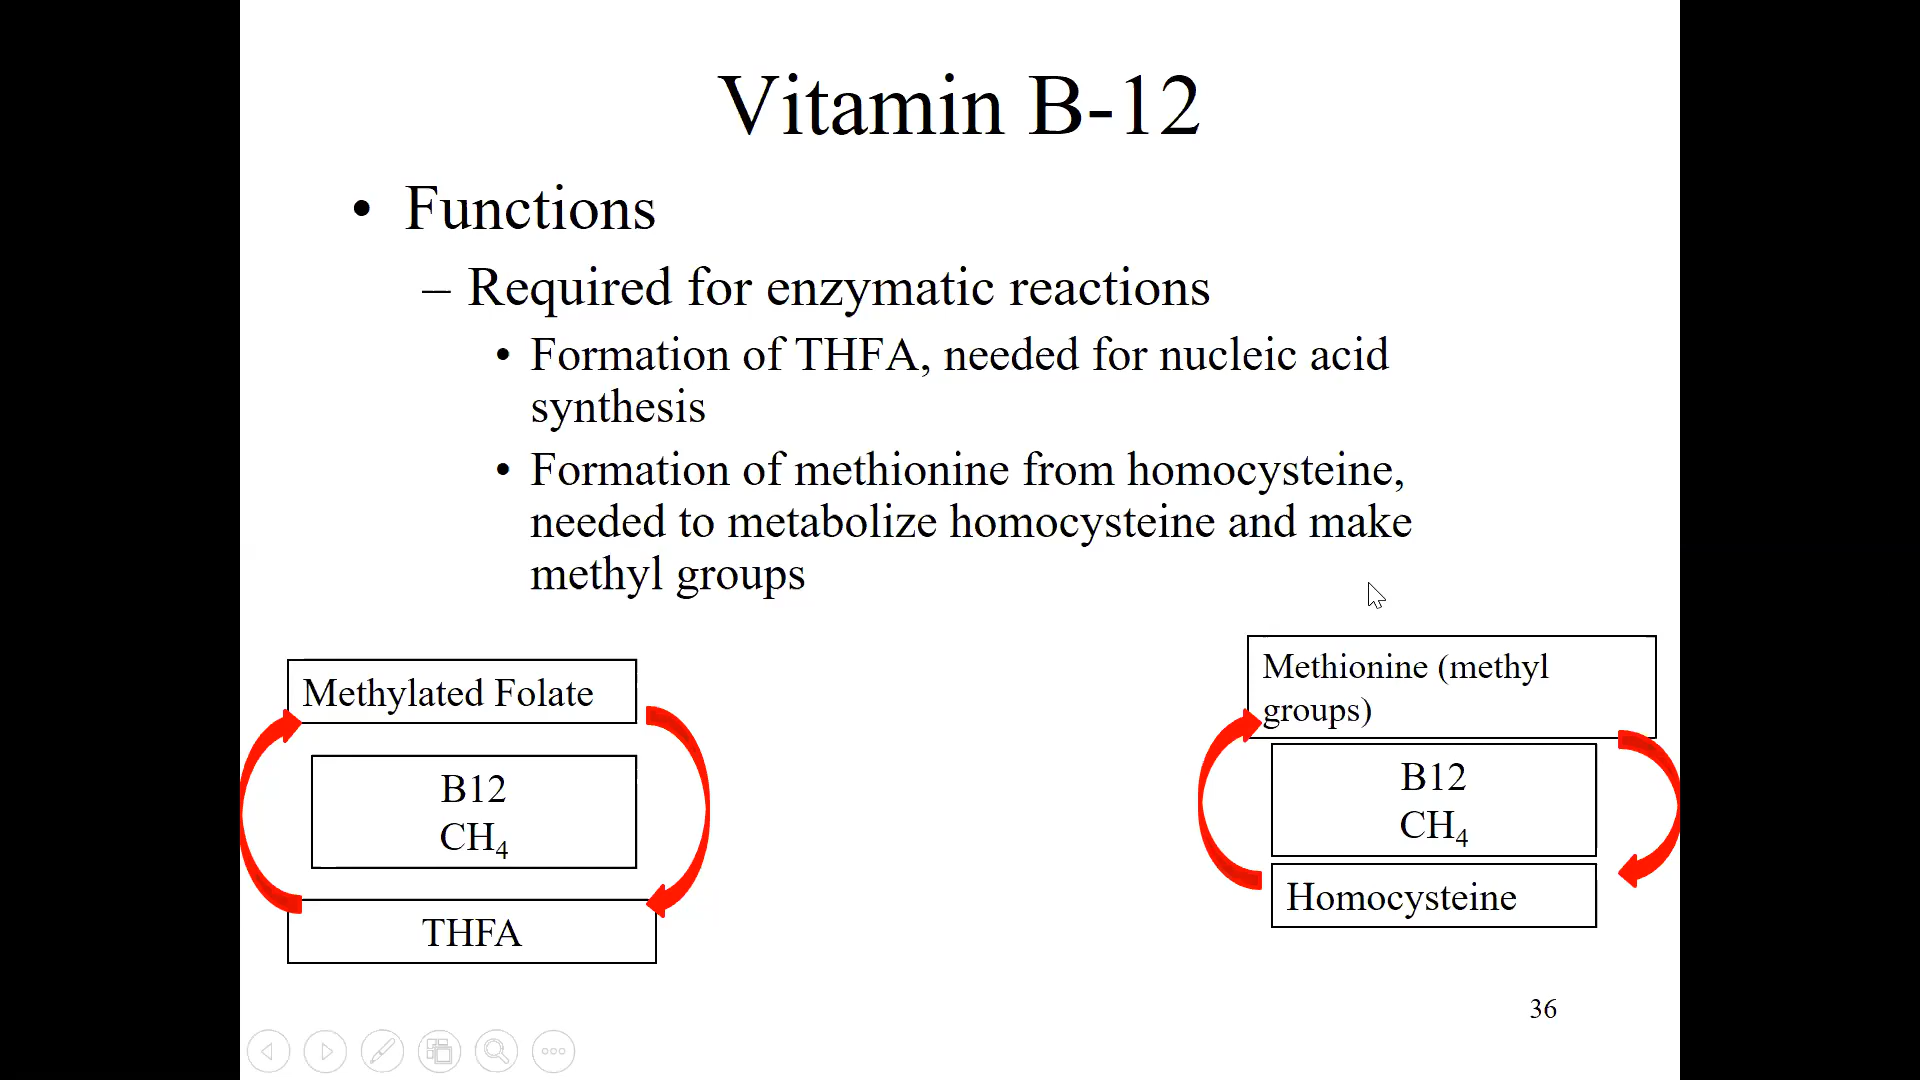 Vitamin B-12
• Functions
– Required for enzymatic reactions
• Formation of THFA, needed for nucleic acid
synthesis
• Formation of methionine from homocysteine,
needed to metabolize homocysteine and make
methyl groups
Methylated Folate
B12
CH₄
THFA
Methionine (methyl
groups)
B12
CH₄
Homocysteine
36